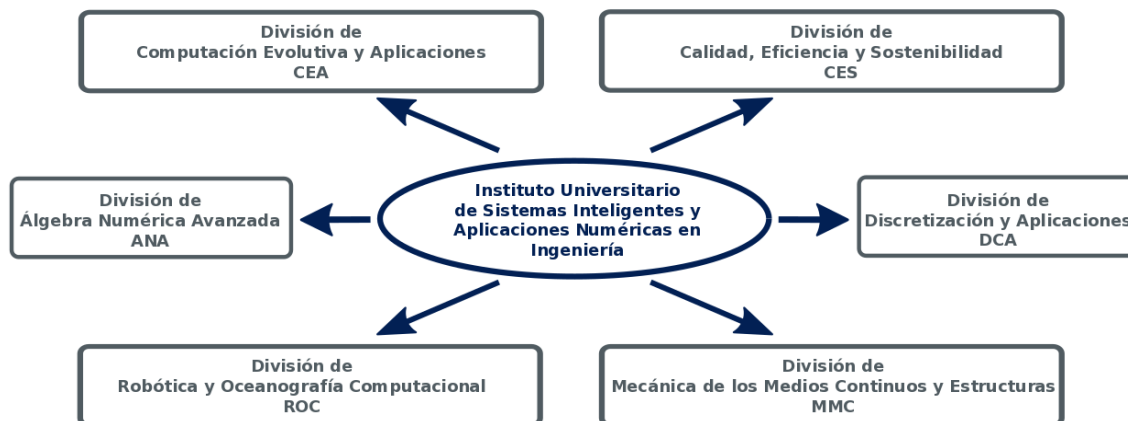 División de
Computación Evolutiva y Aplicaciones
CEA
División de
Calidad, Eficiencia y Sostenibilidad
CES
División de
Álgebra Numérica Avanzada
ANA
Instituto Universitario
de Sistemas Inteligentes y
Aplicaciones Numéricas en
Ingeniería
División de
Discretización y Aplicaciones
DCA
División de
Robótica y Oceanografía Computacional
ROC
División de
Mecánica de los Medios Continuos y Estructuras
MMC